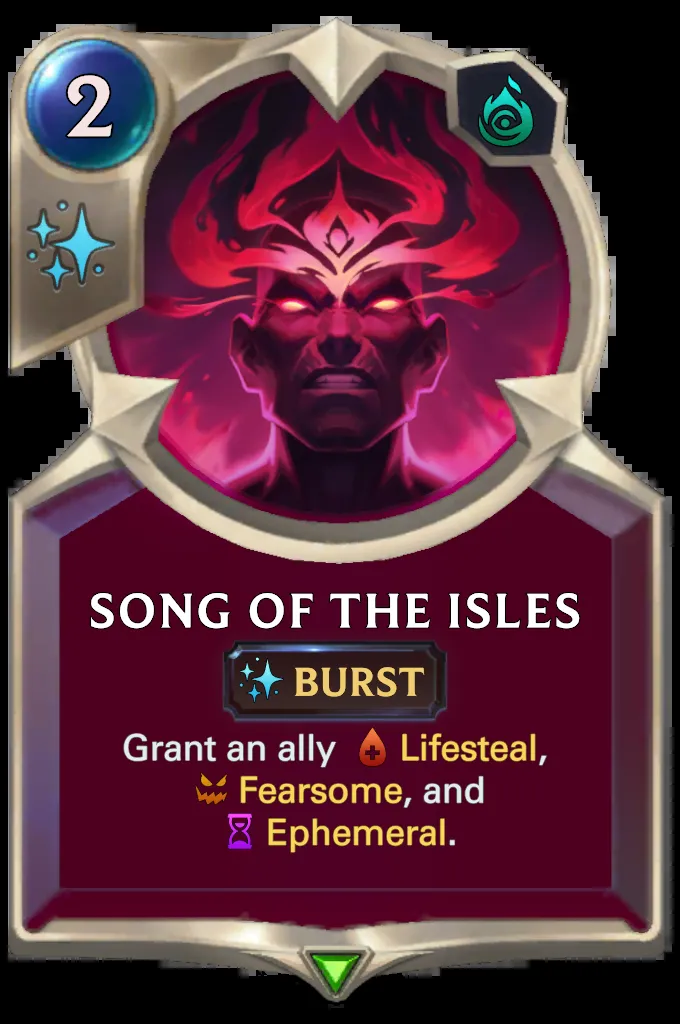 2
SONG OF THE ISLES
BURST
Grant an ally Lifesteal,
Fearsome, and
Ephemeral.